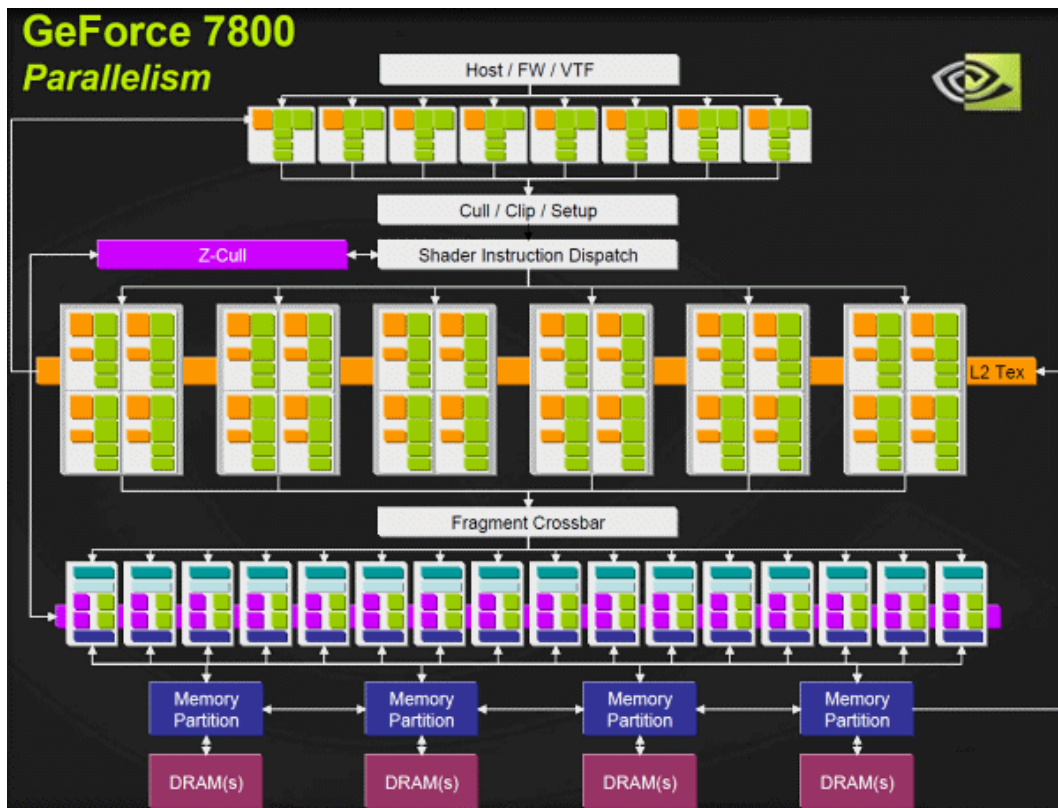 GeForce 7800
Parallelism
Host / FW / VTF
Cull / Clip / Setup
Z-Cull
Shader Instruction Dispatch
L2 Tex
Fragment Crossbar
Memory
Partition
Memory
Partition
Memory
Partition
Memory
Partition
DRAM(s)
DRAM(s)
DRAM(s)
DRAM(s)